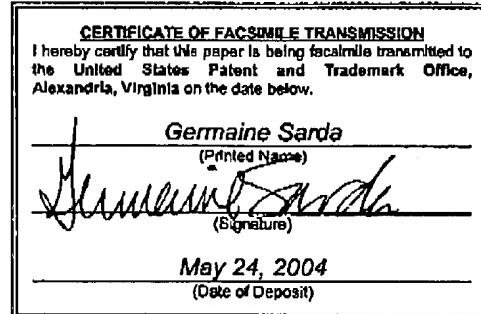 CERTIFICATE OF FACSIMILE TRANSMISSION
I hereby certify that this paper is being facsimile transmitted to
the United States Patent and Trademark Office,
Alexandria, Virginia on the date below.
Germaine Sarda
(Printed Name)
Germaine Sarda
(Signature)
May 24, 2004
(Date of Deposit)